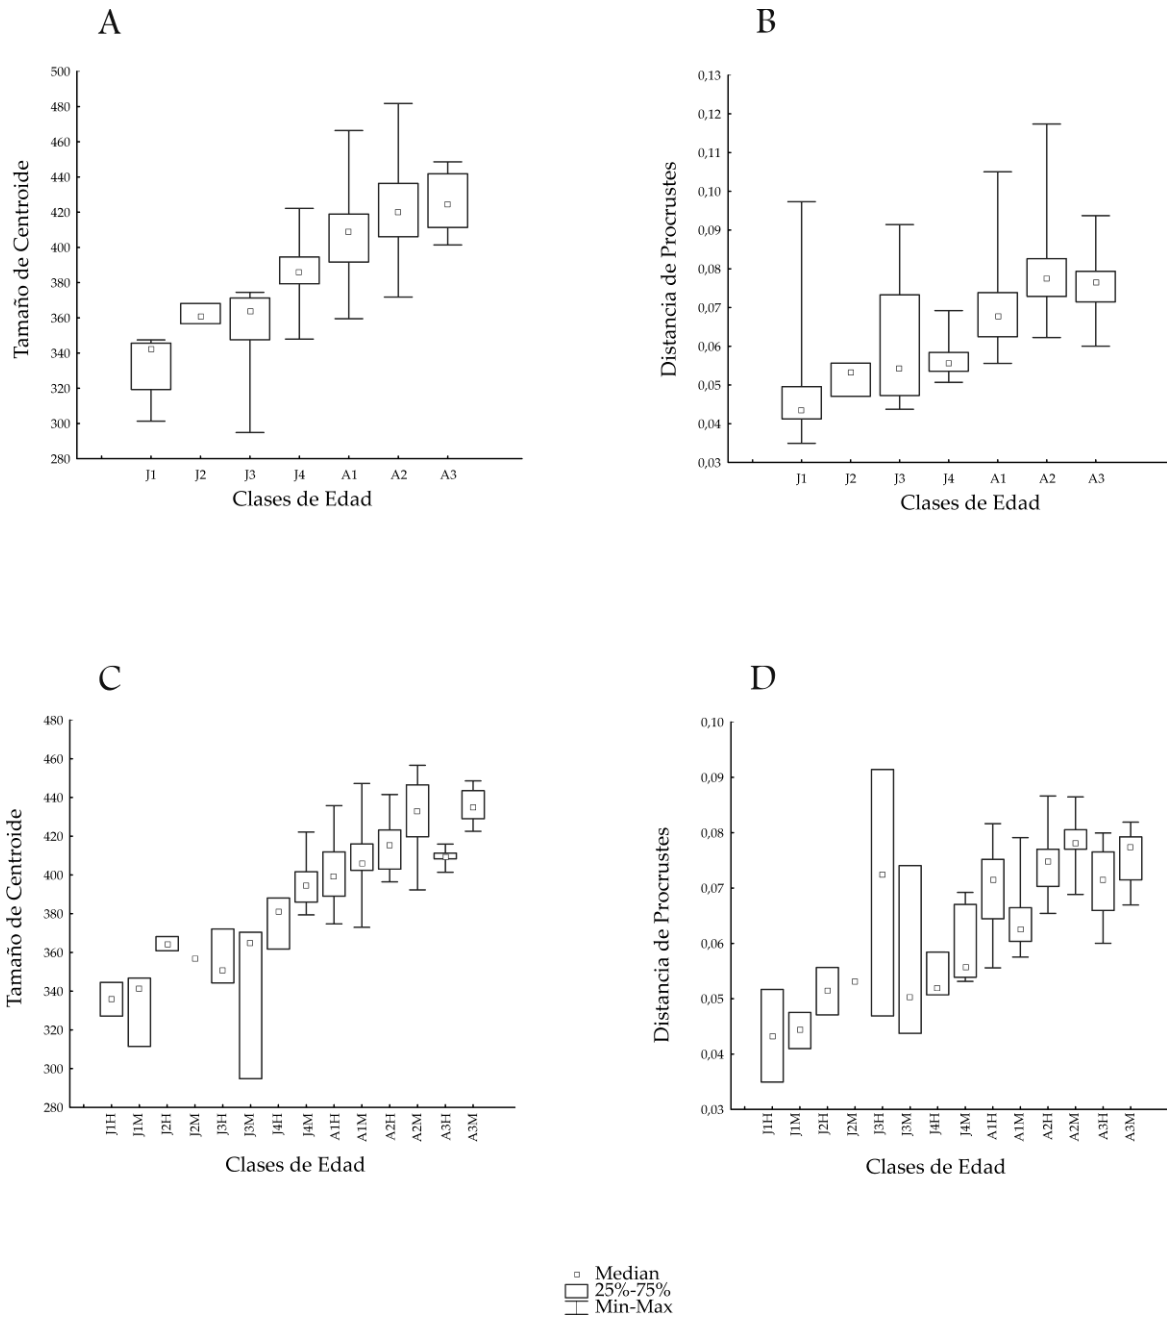 A
B
Tamaño de Centroide
500
480
460
440
420
400
380
360
340
320
300
280
J1 J2 J3 J4 A1 A2 A3
Clases de Edad
Distancia de Procrustes
0,13
0,12
0,11
0,10
0,09
0,08
0,07
0,06
0,05
0,04
0,03
J1 J2 J3 J4 A1 A2 A3
Clases de Edad
C
D
Tamaño de Centroide
480
460
440
420
400
380
360
340
320
300
280
J1H J1M J2H J2M J3H J3M J4H J4M A1H A1M A2H A2M A3H A3M
Clases de Edad
Distancia de Procrustes
0,10
0,09
0,08
0,07
0,06
0,05
0,04
0,03
J1H J1M J2H J2M J3H J3M J4H J4M A1H A1M A2H A2M A3H A3M
Clases de Edad
Median
25%-75%
Min-Max